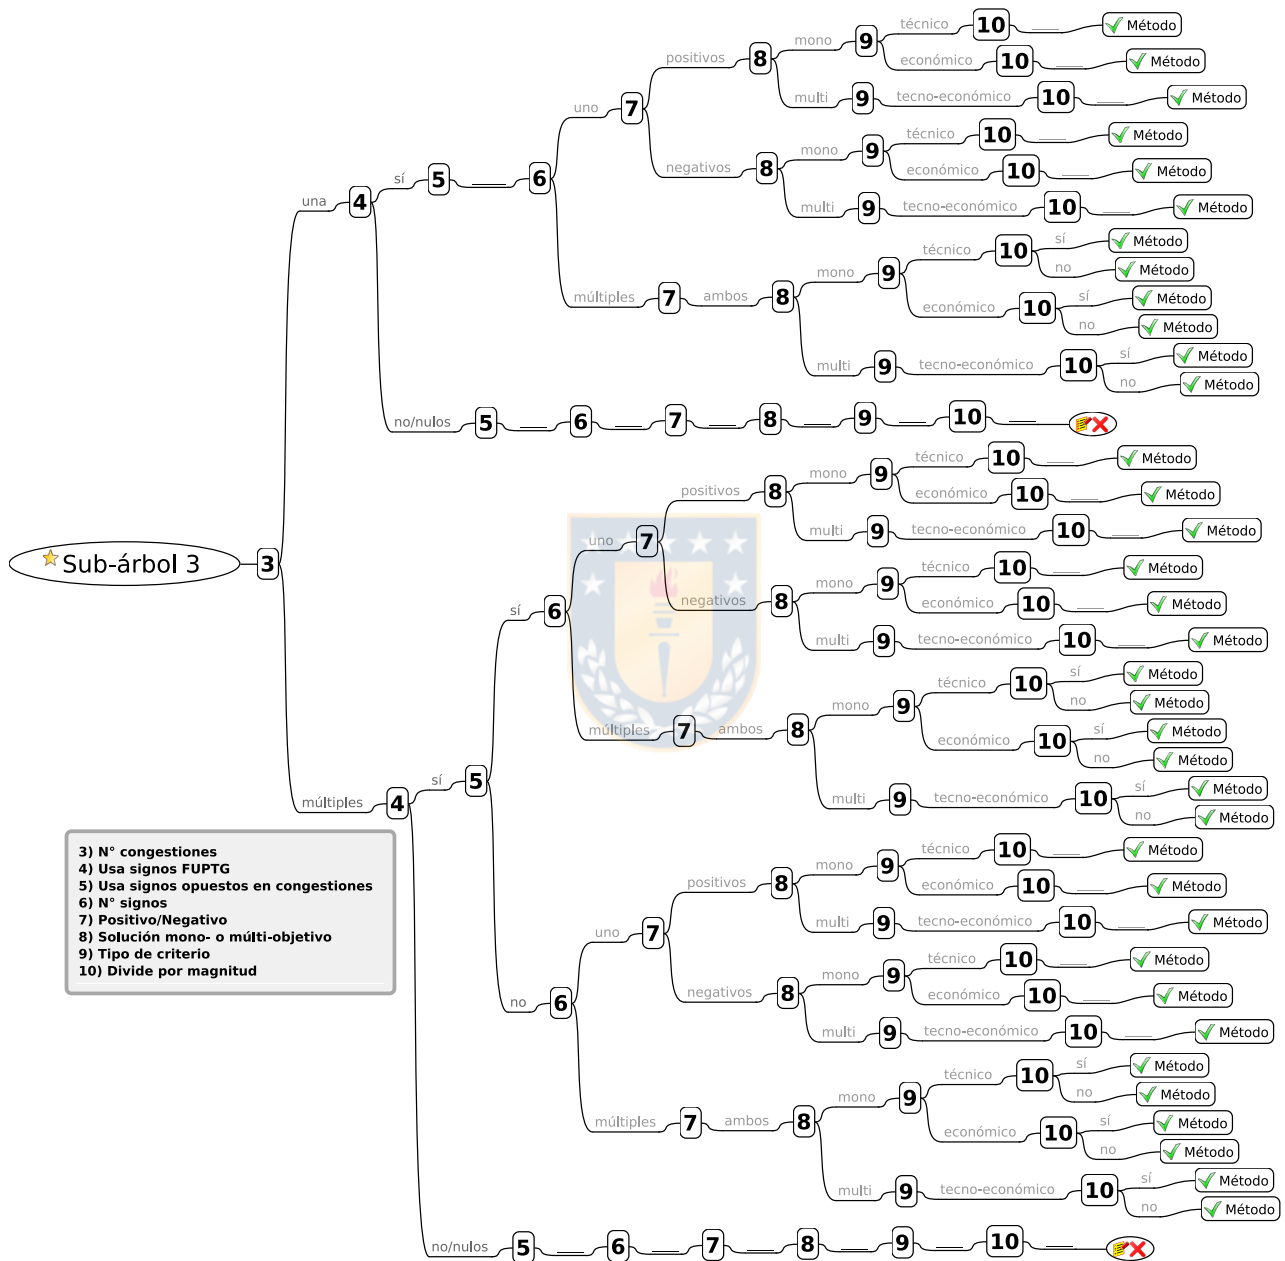 técnico 10 Método
mono 9
económico 10 Método
positivos 8
multi 9 tecno-económico 10 Método
uno 7
técnico 10 Método
mono 9
económico 10 Método
negativos 8
multi 9 tecno-económico 10 Método
sí 5 6
una 4
técnico 10 sí Método
no Método
mono 9
económico 10 sí Método
no Método
múltiples 7 ambos 8
multi 9 tecno-económico 10 sí Método
no Método
no/nulos 5 6 7 8 9 10
técnico 10 Método
mono 9
económico 10 Método
positivos 8
multi 9 tecno-económico 10 Método
uno 7
Sub-árbol 3 3
técnico 10 Método
mono 9
económico 10 Método
negativos 8
multi 9 tecno-económico 10 Método
sí 6
técnico 10 sí Método
no Método
mono 9
económico 10 sí Método
no Método
múltiples 7 ambos 8
multi 9 tecno-económico 10 sí Método
no Método
sí 5
múltiples 4
técnico 10 Método
mono 9
económico 10 Método
positivos 8
multi 9 tecno-económico 10 Método
uno 7
técnico 10 Método
mono 9
económico 10 Método
negativos 8
multi 9 tecno-económico 10 Método
no 6
técnico 10 sí Método
no Método
mono 9
económico 10 sí Método
no Método
múltiples 7 ambos 8
multi 9 tecno-económico 10 sí Método
no Método
no/nulos 5 6 7 8 9 10
3) N° congestiones
4) Usa signos FUPTG
5) Usa signos opuestos en congestiones
6) N° signos
7) Positivo/Negativo
8) Solución mono- o múlti-objetivo
9) Tipo de criterio
10) Divide por magnitud